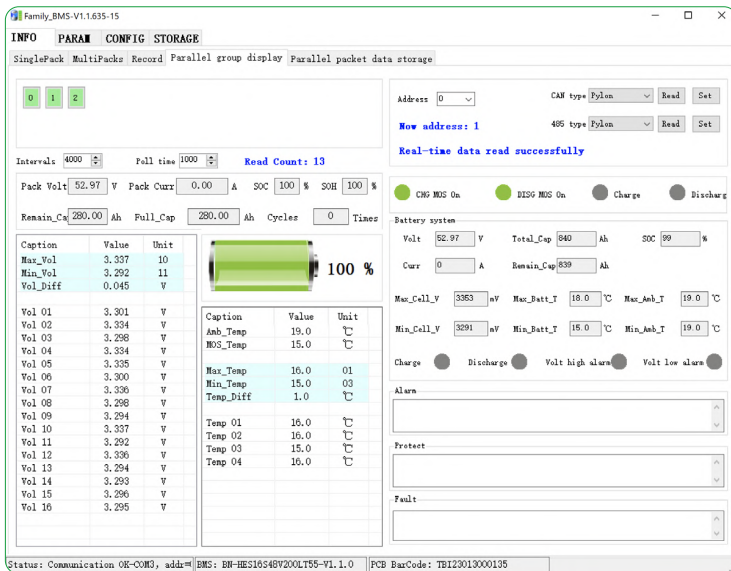 Family_BMS-V1.1.635-15
INFO PARAM CONFIG STORAGE
SinglePack MultiPacks Record Parallel group display Parallel packet data storage
0 1 2
Intervals 4000 Poll time 1000 Read Count: 13
Pack Volt 52.97 V Pack Curr 0.00 A SOC 100 % SOH 100 %
Remain_Ca 280.00 Ah Full_Cap 280.00 Ah Cycles 0 Times
Caption Value Unit
Max_Vol 3.337 10
Min_Vol 3.292 11
Vol_Diff 0.045 V
Vol 01 3.301 V
Vol 02 3.334 V
Vol 03 3.298 V
Vol 04 3.334 V
Vol 05 3.335 V
Vol 06 3.300 V
Vol 07 3.336 V
Vol 08 3.298 V
Vol 09 3.294 V
Vol 10 3.337 V
Vol 11 3.292 V
Vol 12 3.336 V
Vol 13 3.294 V
Vol 14 3.293 V
Vol 15 3.296 V
Vol 16 3.295 V
100 %
Caption Value Unit
Amb_Temp 19.0 ℃
MOS_Temp 15.0 ℃
Max_Temp 16.0 01
Min_Temp 15.0 03
Temp_Diff 1.0 ℃
Temp 01 16.0 ℃
Temp 02 16.0 ℃
Temp 03 15.0 ℃
Temp 04 16.0 ℃
Address 0 CAN type Pylon Read Set
Now address: 1 485 type Pylon Read Set
Real-time data read successfully
CHG MOS On DISG MOS On Charge Discharg
Battery system
Volt 52.97 V Total_Cap 840 Ah SOC 99 %
Curr 0 A Remain_Cap 839 Ah
Max_Cell_V 3353 mV Max_Batt_T 18.0 ℃ Max_Amb_T 19.0 ℃
Min_Cell_V 3291 mV Min_Batt_T 15.0 ℃ Min_Amb_T 19.0 ℃
Charge Discharge Volt high alarm Volt low alarm
Alarm
Protect
Fault
Status: Communication OK-COM3, addr= BMS: BN-HES16S48V200LT55-V1.1.0 PCB BarCode: TBI23013000135